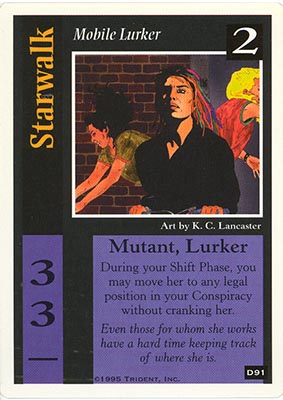 Starwalk
Mobile Lurker
2
Art by K. C. Lancaster
3
3
—
Mutant, Lurker
During your Shift Phase, you
may move her to any legal
position in your Conspiracy
without cranking her.
Even those for whom she works
have a hard time keeping track
of where she is.
D91
©1995 TRIDENT, INC.